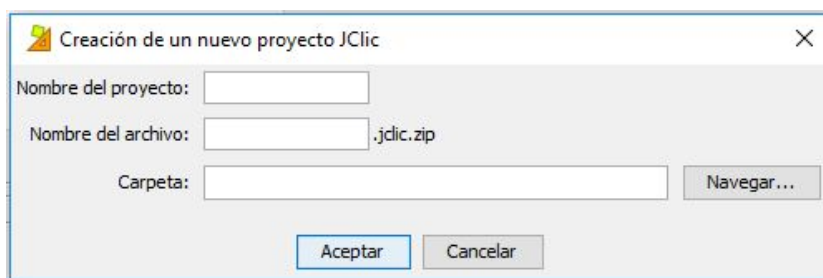 Creación de un nuevo proyecto JClic
Nombre del proyecto:
Nombre del archivo: .jclic.zip
Carpeta: Navegar...
Aceptar Cancelar